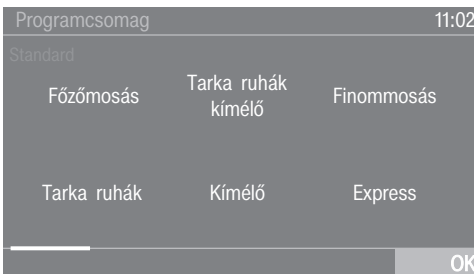 Programcsomag 11:02
Standard
Főzőmosás Tarka ruhák kímélő Finommosás
Tarka ruhák Kímélő Express
OK